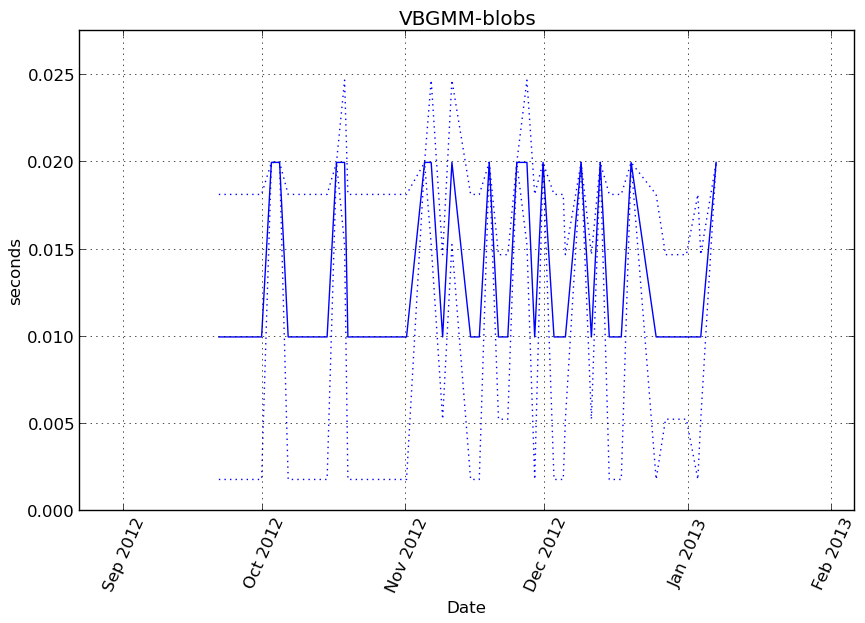 VBGMM-blobs
0.025
0.020
0.015
0.010
0.005
0.000
seconds
Sep 2012
Oct 2012
Nov 2012
Dec 2012
Jan 2013
Feb 2013
Date